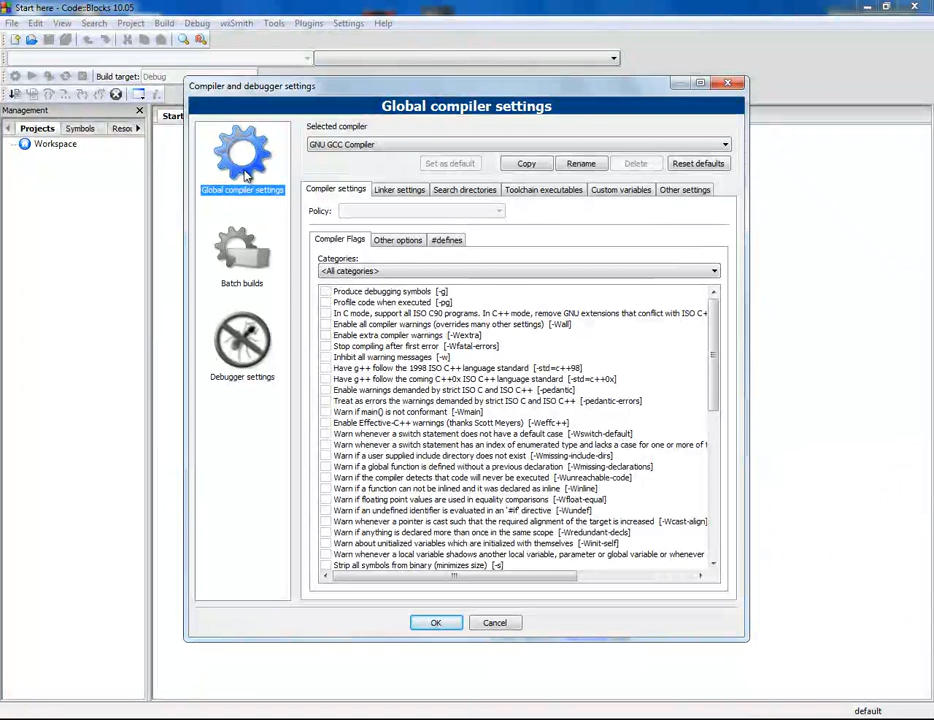 Start here - Code::Blocks 10.05
File Edit View Search Project Build Debug wxSmith Tools Plugins Settings Help
Build target: Debug
Management
Projects Symbols Resou
Workspace
Start
Compiler and debugger settings
Global compiler settings
Global compiler settings
Batch builds
Debugger settings
Selected compiler
GNU GCC Compiler
Set as default Copy Rename Delete Reset defaults
Compiler settings Linker settings Search directories Toolchain executables Custom variables Other settings
Policy:
Compiler Flags Other options #defines
Categories:
<All categories>
Produce debugging symbols [-g]
Profile code when executed [-pg]
In C mode, support all ISO C90 programs. In C++ mode, remove GNU extensions that conflict with ISO C+
Enable all compiler warnings (overrides many other settings) [-Wall]
Enable extra compiler warnings [-Wextra]
Stop compiling after first error [-Wfatal-errors]
Inhibit all warning messages [-w]
Have g++ follow the 1998 ISO C++ language standard [-std=c++98]
Have g++ follow the coming C++0x ISO C++ language standard [-std=c++0x]
Enable warnings demanded by strict ISO C and ISO C++ [-pedantic]
Treat as errors the warnings demanded by strict ISO C and ISO C++ [-pedantic-errors]
Warn if main() is not conformant [-Wmain]
Enable Effective-C++ warnings (thanks Scott Meyers) [-Weffc++]
Warn whenever a switch statement does not have a default case [-Wswitch-default]
Warn whenever a switch statement has an index of enumerated type and lacks a case for one or more of t
Warn if a user supplied include directory does not exist [-Wmissing-include-dirs]
Warn if a global function is defined without a previous declaration [-Wmissing-declarations]
Warn if the compiler detects that code will never be executed [-Wunreachable-code]
Warn if a function can not be inlined and it was declared as inline [-Winline]
Warn if floating point values are used in equality comparisons [-Wfloat-equal]
Warn if an undefined identifier is evaluated in an '#if' directive [-Wundef]
Warn whenever a pointer is cast such that the required alignment of the target is increased [-Wcast-align]
Warn if anything is declared more than once in the same scope [-Wredundant-decls]
Warn about unitialized variables which are initialized with themselves [-Winit-self]
Warn whenever a local variable shadows another local variable, parameter or global variable or whenever
Strip all symbols from binary (minimizes size) [-s]
OK Cancel
default